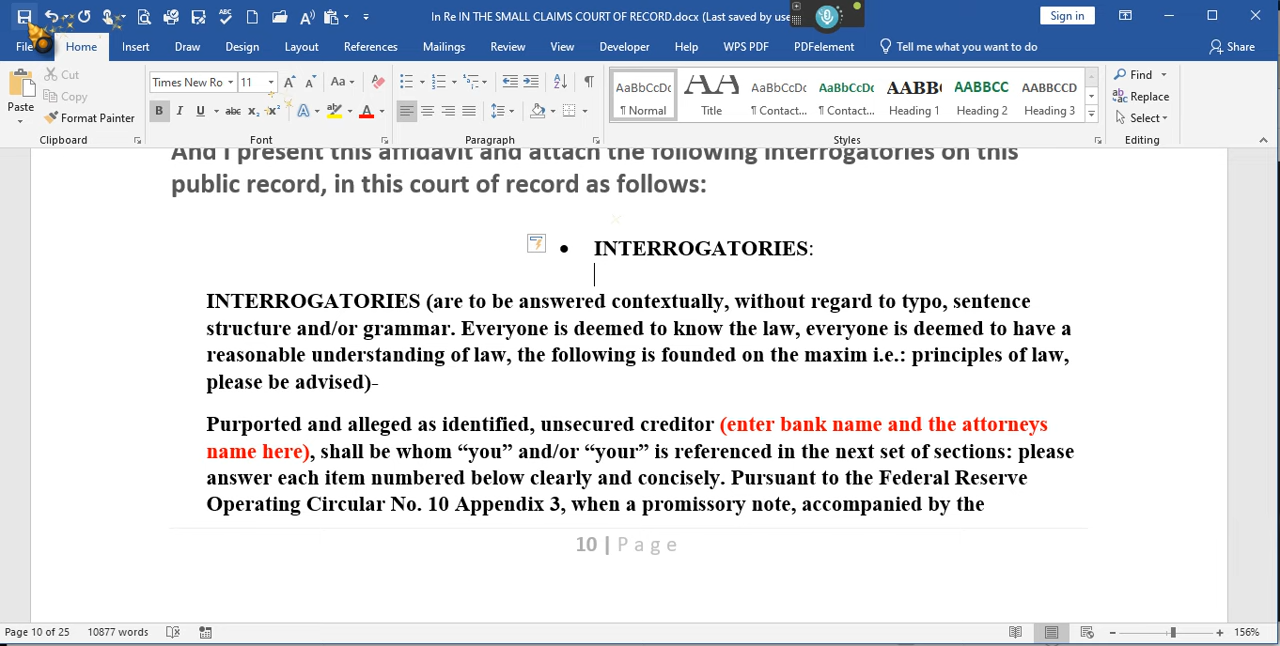 In Re IN THE SMALL CLAIMS COURT OF RECORD.docx (Last saved by use
Sign in
File Home Insert Draw Design Layout References Mailings Review View Developer Help WPS PDF PDFelement Tell me what you want to do Share
Paste
Cut
Copy
Format Painter
Times New Ro 11
AaBbCcDc AaBbCcDc AaBbCcDc AABB AABBCC AABBCCD
¶ Normal Title ¶ Contact... ¶ Contact... Heading 1 Heading 2 Heading 3
Find
Replace
Select
Clipboard Font Paragraph Styles Editing
And I present this affidavit and attach the following interrogatories on this
public record, in this court of record as follows:
• INTERROGATORIES:
INTERROGATORIES (are to be answered contextually, without regard to typo, sentence
structure and/or grammar. Everyone is deemed to know the law, everyone is deemed to have a
reasonable understanding of law, the following is founded on the maxim i.e.: principles of law,
please be advised)-
Purported and alleged as identified, unsecured creditor (enter bank name and the attorneys
name here), shall be whom “you” and/or “your” is referenced in the next set of sections: please
answer each item numbered below clearly and concisely. Pursuant to the Federal Reserve
Operating Circular No. 10 Appendix 3, when a promissory note, accompanied by the
10 | Page
Page 10 of 25 10877 words 156%